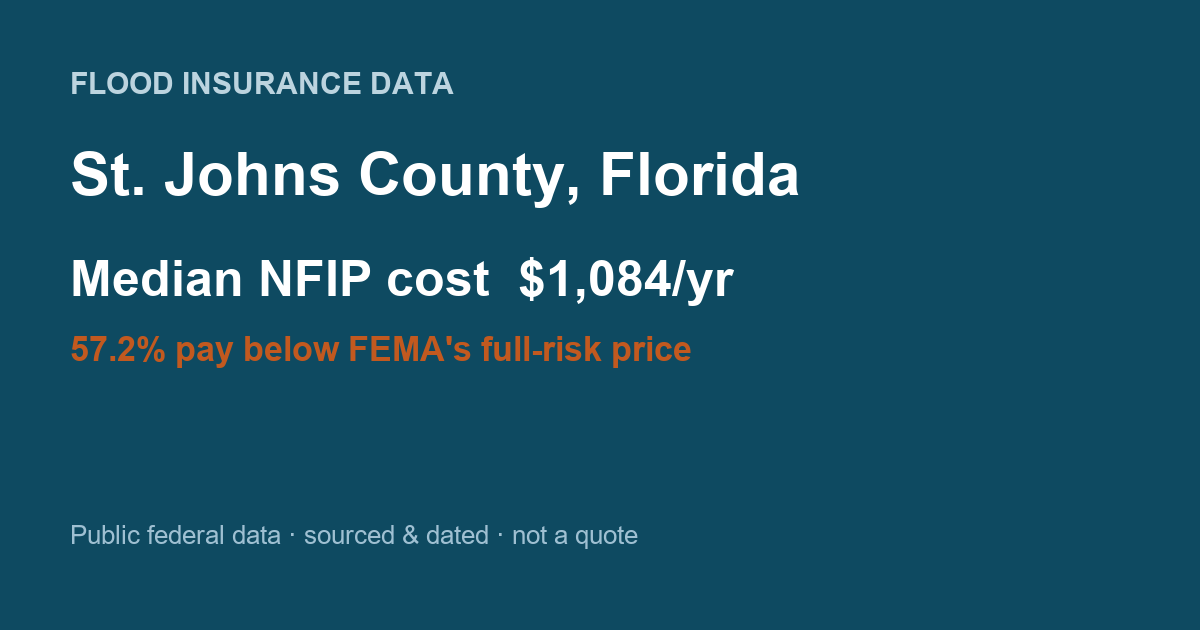 FLOOD INSURANCE DATA
St. Johns County, Florida
Median NFIP cost  $1,084/yr
57.2% pay below FEMA's full-risk price
Public federal data · sourced & dated · not a quote